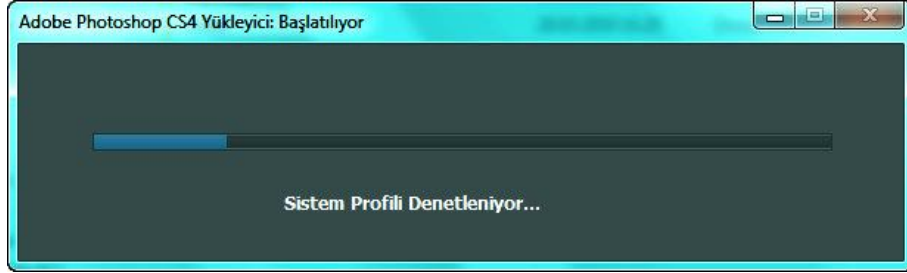 Adobe Photoshop CS4 Yükleyici: Başlatılıyor
Sistem Profili Denetleniyor...